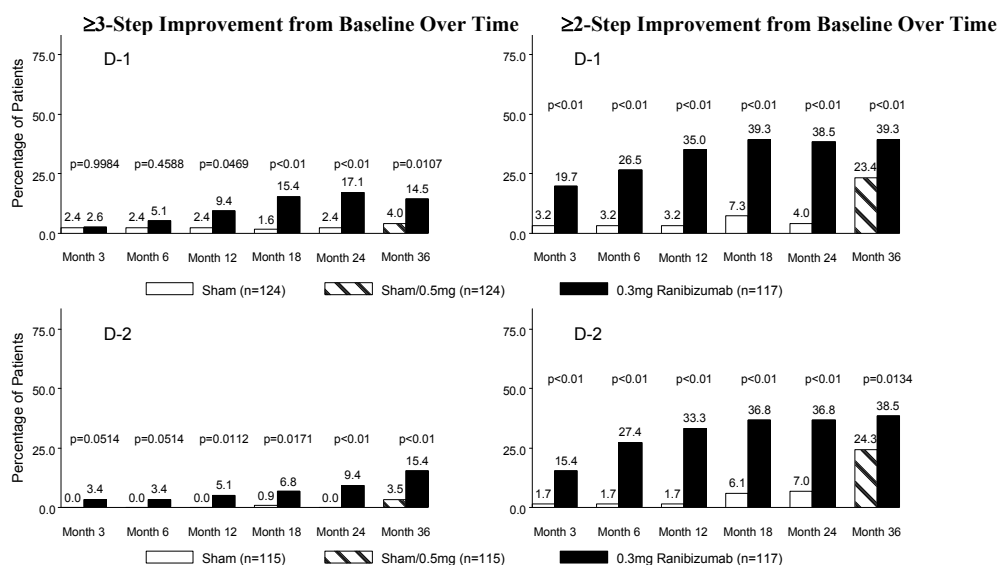 ≥3-Step Improvement from Baseline Over Time
D-1
Percentage of Patients
75.0
50.0
25.0
0.0
p=0.9984 p=0.4588 p=0.0469 p<0.01 p<0.01 p=0.0107
2.4 2.6 2.4 5.1 2.4 9.4 1.6 15.4 2.4 17.1 4.0 14.5
Month 3 Month 6 Month 12 Month 18 Month 24 Month 36
≥2-Step Improvement from Baseline Over Time
D-1
75.0
50.0
25.0
0.0
p<0.01 p<0.01 p<0.01 p<0.01 p<0.01 p<0.01
3.2 19.7 3.2 26.5 3.2 35.0 7.3 39.3 4.0 38.5 23.4 39.3
Month 3 Month 6 Month 12 Month 18 Month 24 Month 36
Sham (n=124) Sham/0.5mg (n=124) 0.3mg Ranibizumab (n=117)
D-2
Percentage of Patients
75.0
50.0
25.0
0.0
p=0.0514 p=0.0514 p=0.0112 p=0.0171 p<0.01 p<0.01
0.0 3.4 0.0 3.4 0.0 5.1 0.9 6.8 0.0 9.4 3.5 15.4
Month 3 Month 6 Month 12 Month 18 Month 24 Month 36
D-2
75.0
50.0
25.0
0.0
p<0.01 p<0.01 p<0.01 p<0.01 p<0.01 p=0.0134
1.7 15.4 1.7 27.4 1.7 33.3 6.1 36.8 7.0 36.8 24.3 38.5
Month 3 Month 6 Month 12 Month 18 Month 24 Month 36
Sham (n=115) Sham/0.5mg (n=115) 0.3mg Ranibizumab (n=117)